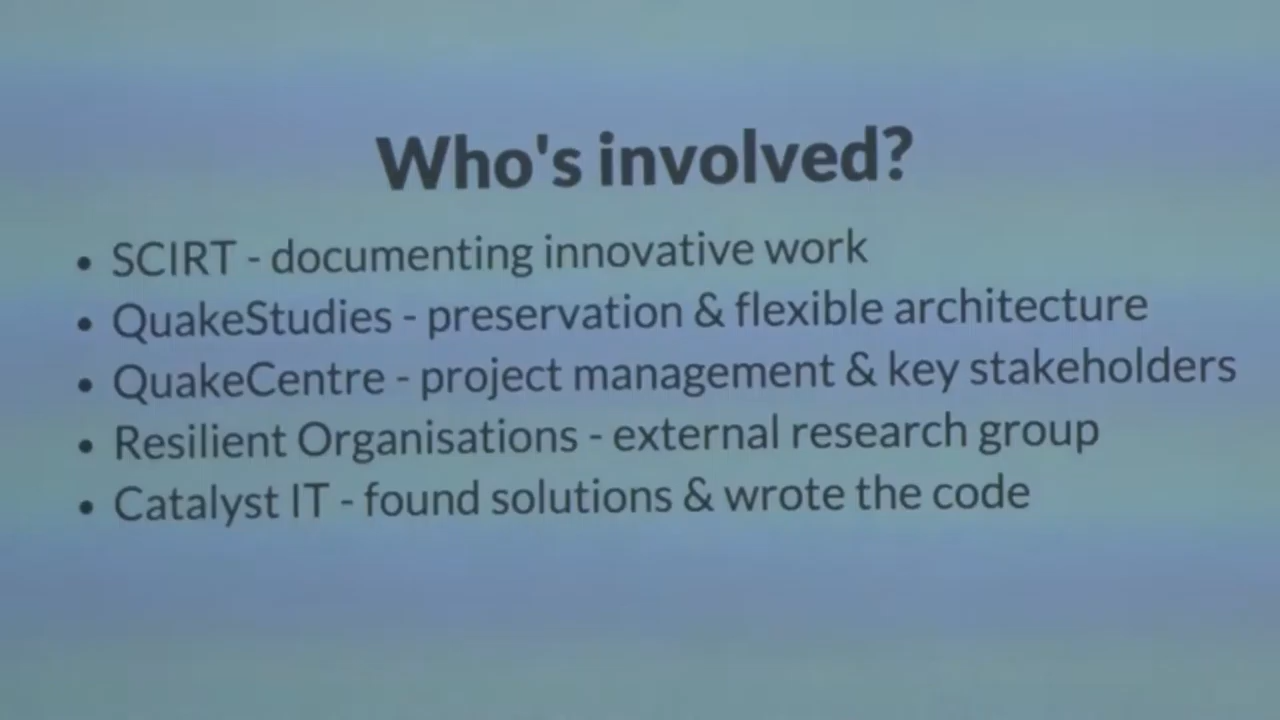 Who's involved?
• SCIRT - documenting innovative work
• QuakeStudies - preservation & flexible architecture
• QuakeCentre - project management & key stakeholders
• Resilient Organisations - external research group
• Catalyst IT - found solutions & wrote the code